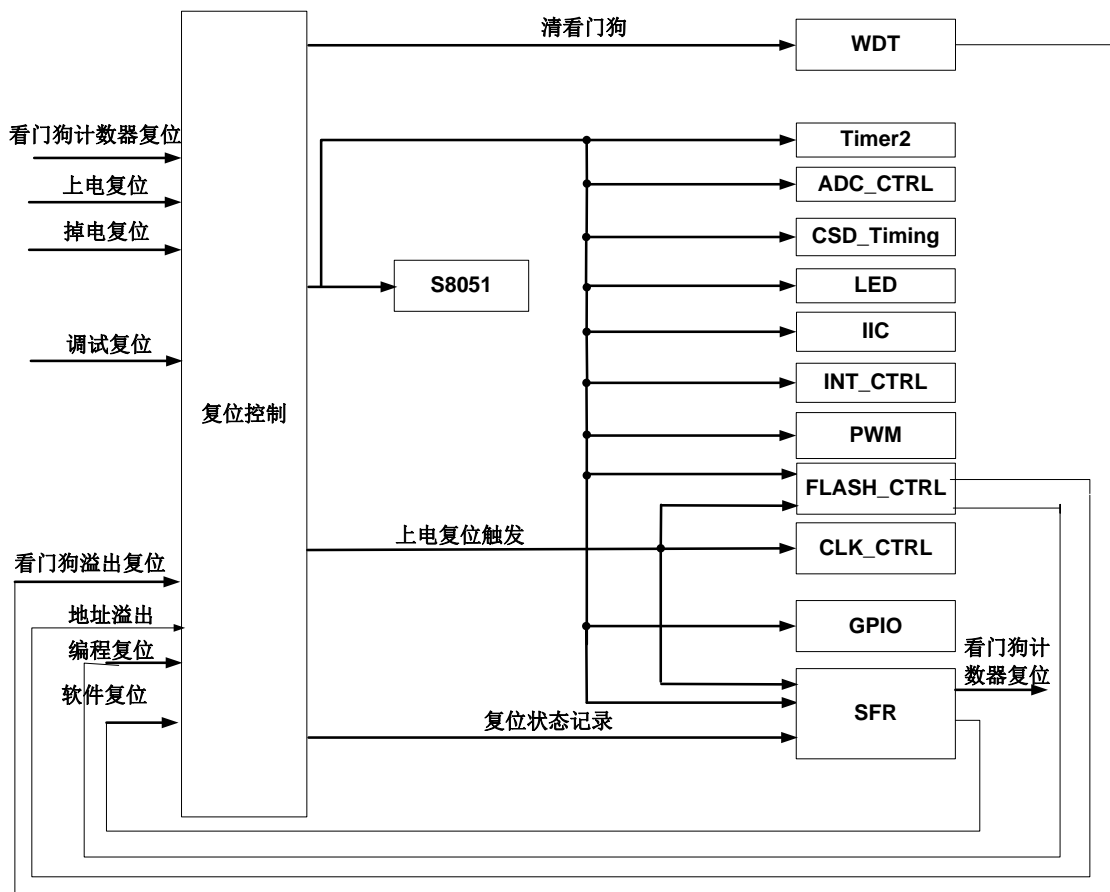 清看门狗
WDT
看门狗计数器复位
Timer2
上电复位
ADC_CTRL
掉电复位
CSD_Timing
S8051
LED
IIC
调试复位
INT_CTRL
复位控制
PWM
FLASH_CTRL
上电复位触发
CLK_CTRL
看门狗溢出复位
地址溢出
GPIO
编程复位
看门狗计
数器复位
软件复位
SFR
复位状态记录